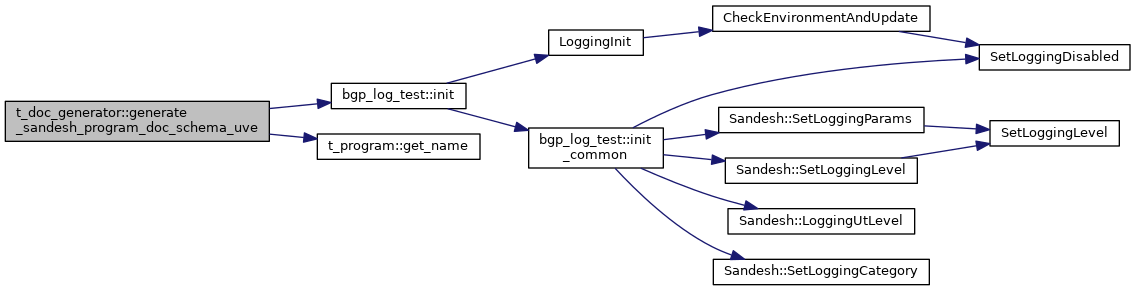 t_doc_generator::generate
_sandesh_program_doc_schema_uve
bgp_log_test::init
t_program::get_name
LoggingInit
bgp_log_test::init
_common
CheckEnvironmentAndUpdate
SetLoggingDisabled
Sandesh::SetLoggingParams
SetLoggingLevel
Sandesh::SetLoggingLevel
Sandesh::LoggingUtLevel
Sandesh::SetLoggingCategory